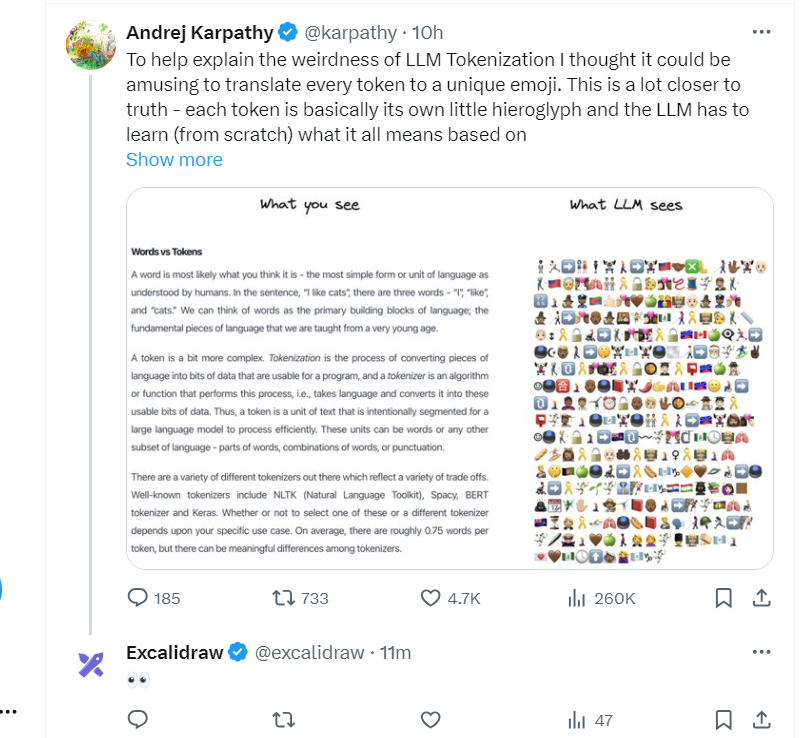 Andrej Karpathy @karpathy · 10h
To help explain the weirdness of LLM Tokenization I thought it could be
amusing to translate every token to a unique emoji. This is a lot closer to
truth - each token is basically its own little hieroglyph and the LLM has to
learn (from scratch) what it all means based on
Show more
What you see
What LLM sees
Words vs Tokens
A word is most likely what you think it is - the most simple form or unit of language as
understood by humans. In the sentence, "I like cats", there are three words - "I", "like",
and "cats." We can think of words as the primary building blocks of language; the
fundamental pieces of language that we are taught from a very young age.
A token is a bit more complex. Tokenization is the process of converting pieces of
language into bits of data that are usable for a program, and a tokenizer is an algorithm
or function that performs this process, i.e., takes language and converts it into these
usable bits of data. Thus, a token is a unit of text that is intentionally segmented for a
large language model to process efficiently. These units can be words or any other
subset of language - parts of words, combinations of words, or punctuation.
There are a variety of different tokenizers out there which reflect a variety of trade offs.
Well-known tokenizers include NLTK (Natural Language Toolkit), Spacy, BERT
tokenizer and Keras. Whether or not to select one of these or a different tokenizer
depends upon your specific use case. On average, there are roughly 0.75 words per
token, but there can be meaningful differences among tokenizers.
185 733 4.7K 260K
Excalidraw @excalidraw · 11m
👀
47